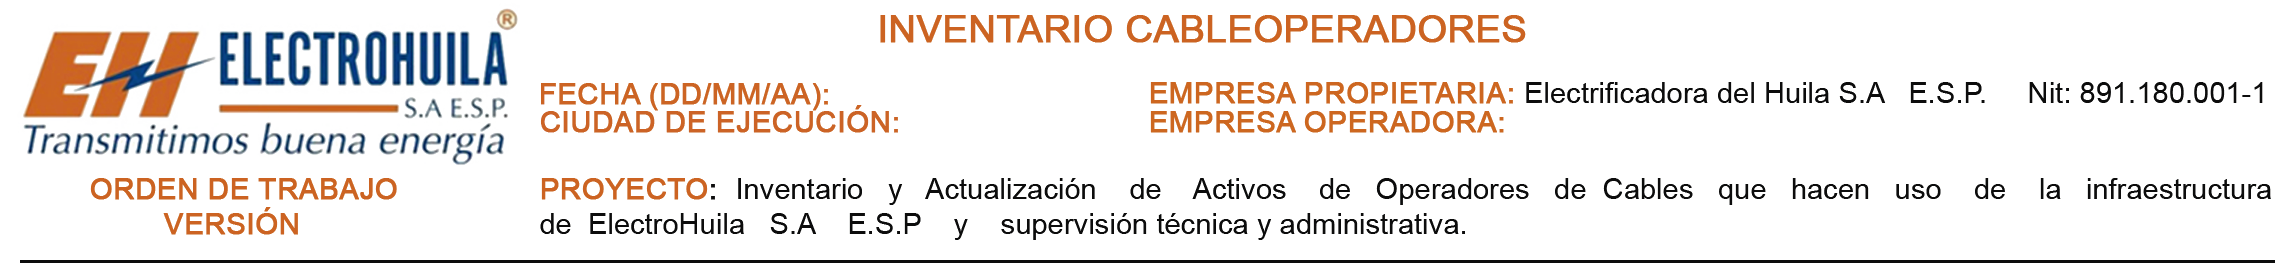 INVENTARIO CABLEOPERADORES
EH ELECTROHUILA®
S.A E.S.P.
Transmitimos buena energía
FECHA (DD/MM/AA):
CIUDAD DE EJECUCIÓN:
EMPRESA PROPIETARIA: Electrificadora del Huila S.A E.S.P. Nit: 891.180.001-1
EMPRESA OPERADORA:
ORDEN DE TRABAJO
VERSIÓN
PROYECTO: Inventario y Actualización de Activos de Operadores de Cables que hacen uso de la infraestructura
de ElectroHuila S.A E.S.P y supervisión técnica y administrativa.